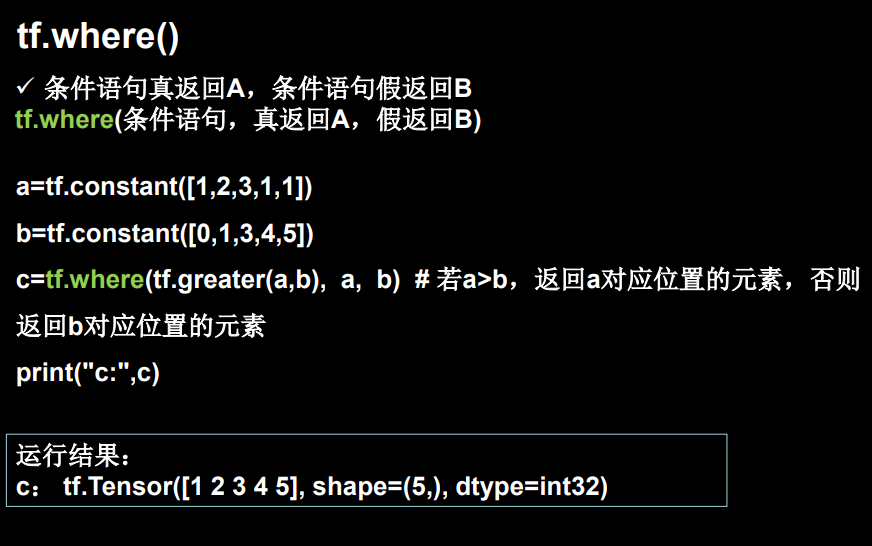 tf.where()
✓ 条件语句真返回A，条件语句假返回B
tf.where(条件语句，真返回A，假返回B)
a=tf.constant([1,2,3,1,1])
b=tf.constant([0,1,3,4,5])
c=tf.where(tf.greater(a,b), a, b) # 若a>b，返回a对应位置的元素，否则
返回b对应位置的元素
print("c:",c)
运行结果：
c： tf.Tensor([1 2 3 4 5], shape=(5,), dtype=int32)